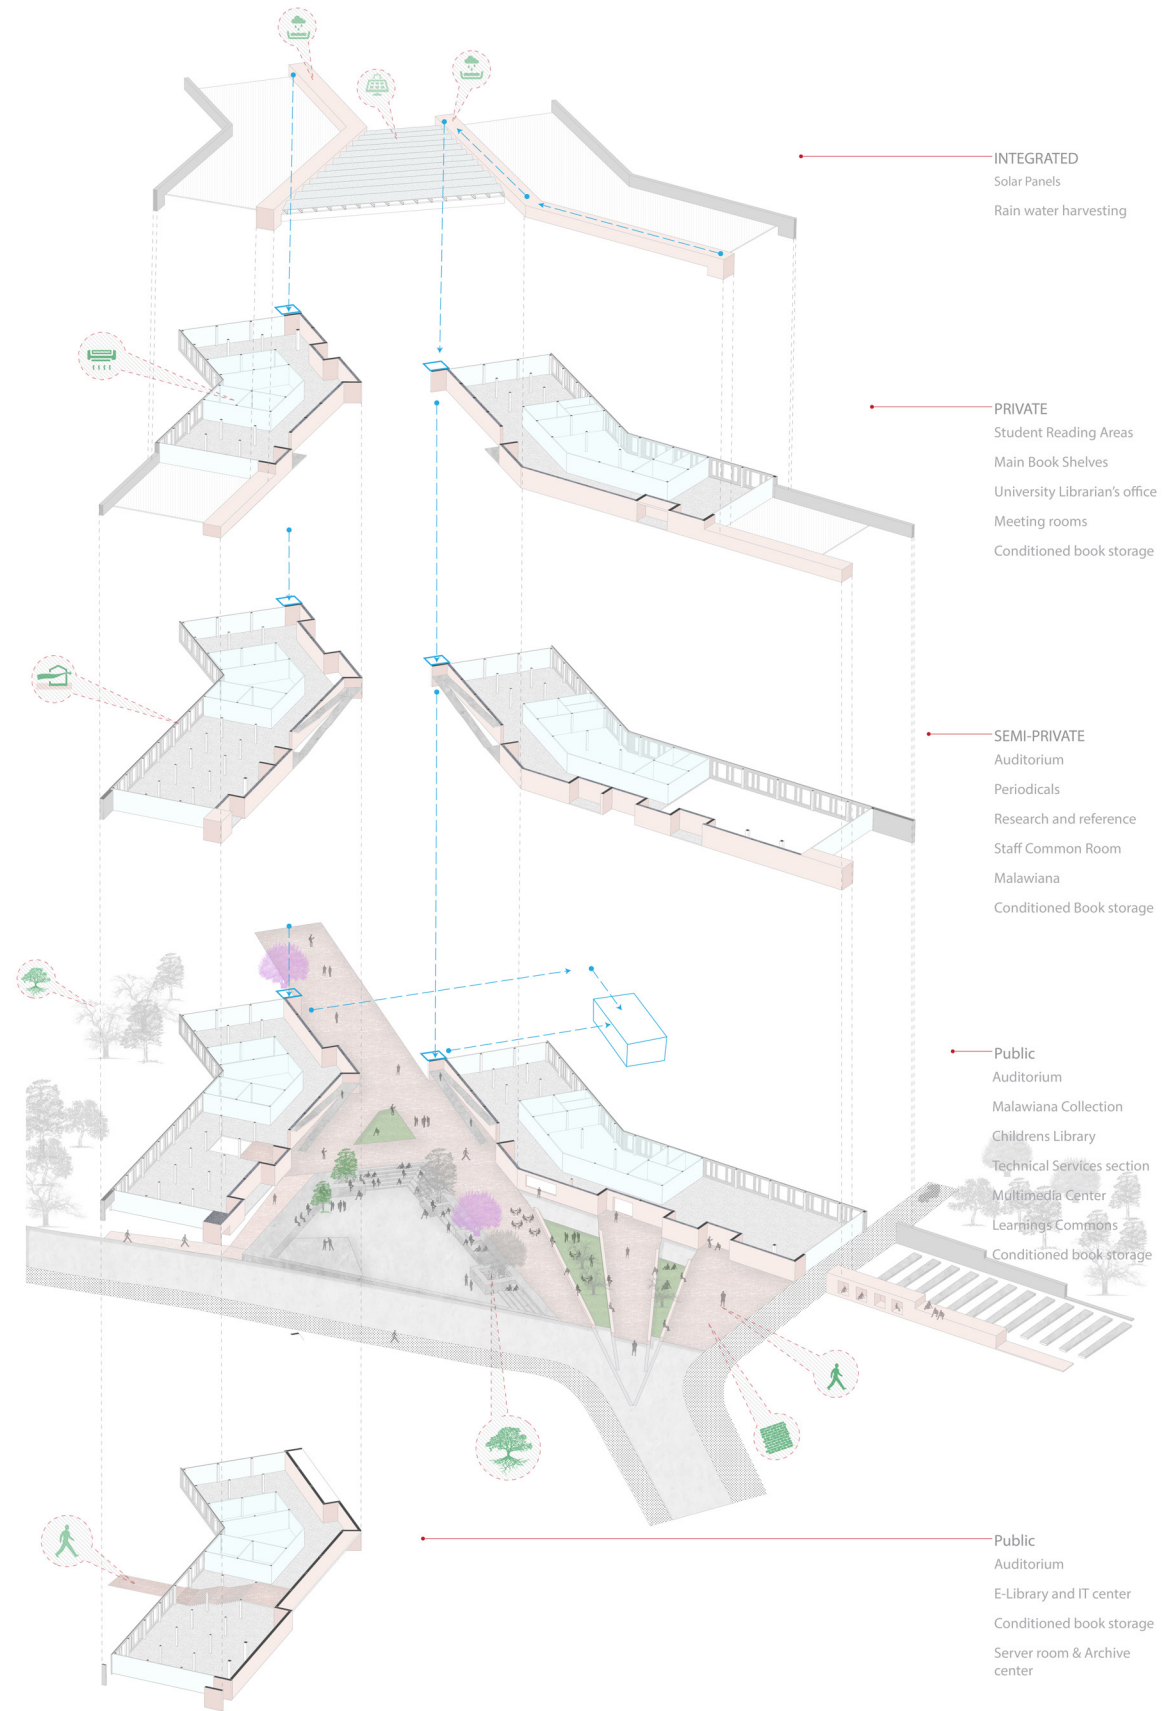 INTEGRATED
Solar Panels
Rain water harvesting
PRIVATE
Student Reading Areas
Main Book Shelves
University Librarian's office
Meeting rooms
Conditioned book storage
SEMI-PRIVATE
Auditorium
Periodicals
Research and reference
Staff Common Room
Malawiana
Conditioned Book storage
Public
Auditorium
Malawiana Collection
Childrens Library
Technical Services section
Multimedia Center
Learnings Commons
Conditioned book storage
Public
Auditorium
E-Library and IT center
Conditioned book storage
Server room & Archive
center